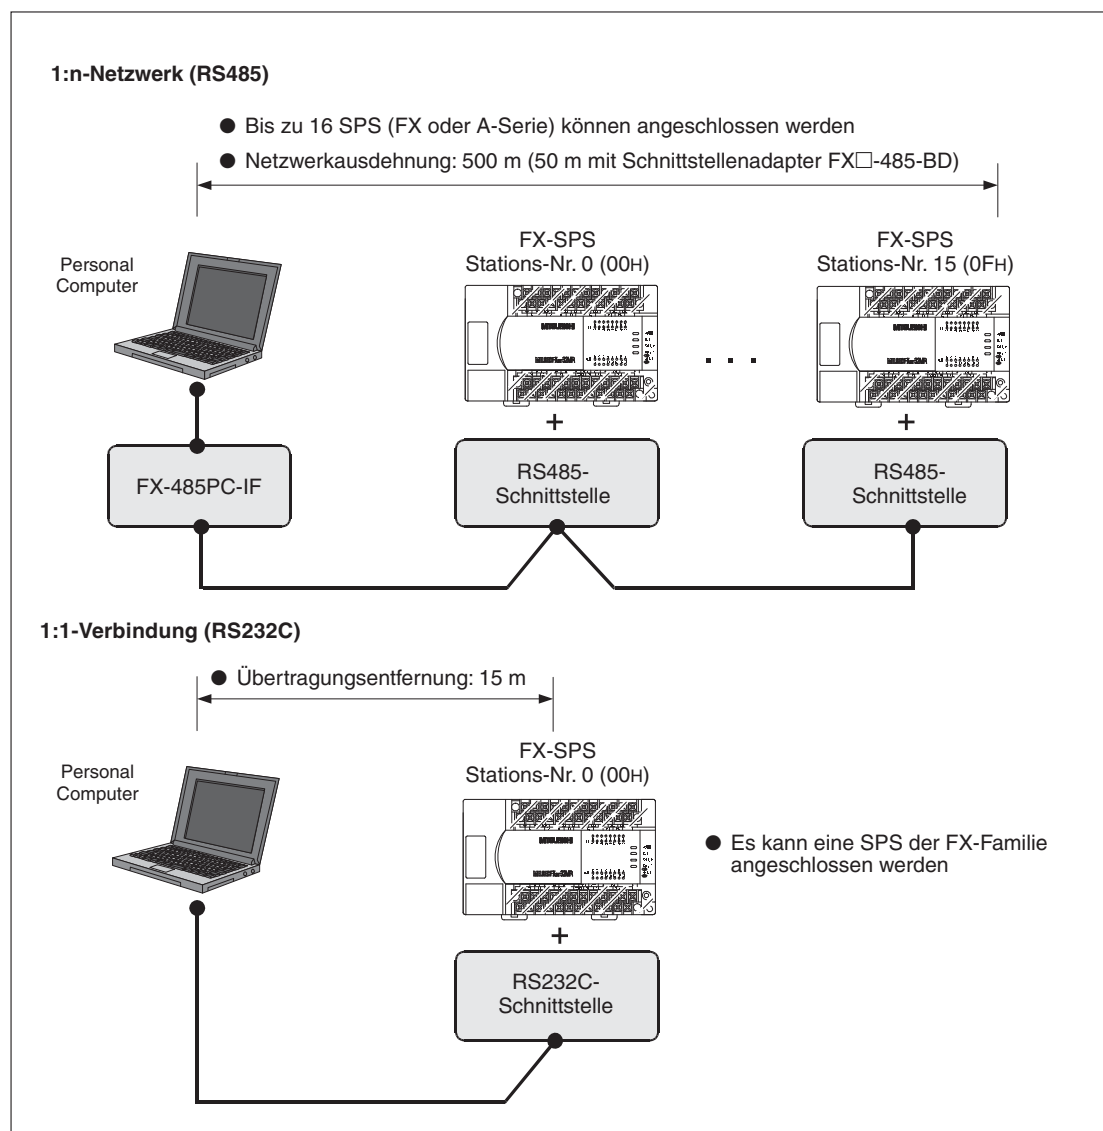 1:n-Netzwerk (RS485)
● Bis zu 16 SPS (FX oder A-Serie) können angeschlossen werden
● Netzwerkausdehnung: 500 m (50 m mit Schnittstellenadapter FX□-485-BD)
Personal
Computer
FX-SPS
Stations-Nr. 0 (00H)
FX-SPS
Stations-Nr. 15 (0FH)
MITSUBISHI
MITSUBISHI
. . .
+
+
FX-485PC-IF
RS485-
Schnittstelle
RS485-
Schnittstelle
1:1-Verbindung (RS232C)
● Übertragungsentfernung: 15 m
Personal
Computer
FX-SPS
Stations-Nr. 0 (00H)
MITSUBISHI
● Es kann eine SPS der FX-Familie
angeschlossen werden
+
RS232C-
Schnittstelle